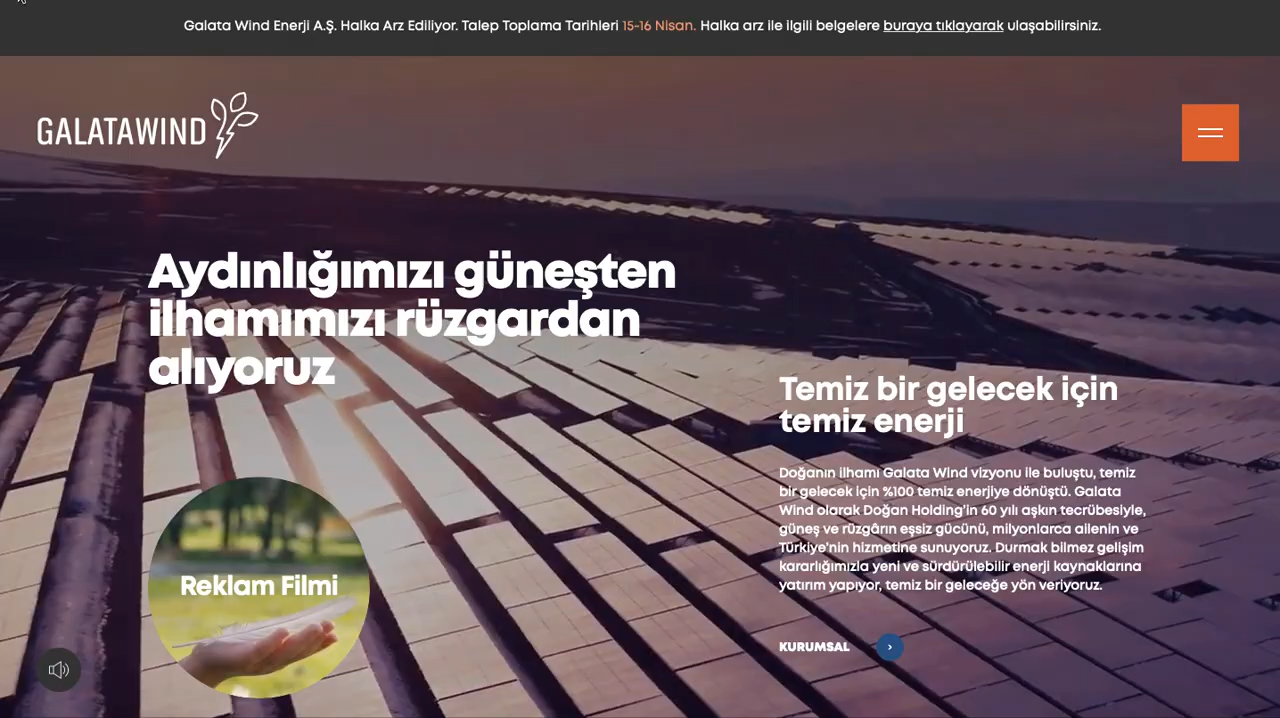 Galata Wind Enerji A.Ş. Halka Arz Ediliyor. Talep Toplama Tarihleri 15-16 Nisan. Halka arz ile ilgili belgelere buraya tıklayarak ulaşabilirsiniz.
GALATAWIND
Aydınlığımızı güneşten
ilhamımızı rüzgardan
alıyoruz
Temiz bir gelecek için
temiz enerji
Doğanın ilhamı Galata Wind vizyonu ile buluştu, temiz
bir gelecek için %100 temiz enerjiye dönüştü. Galata
Wind olarak Doğan Holding'in 60 yılı aşkın tecrübesiyle,
güneş ve rüzgârın eşsiz gücünü, milyonlarca ailenin ve
Türkiye'nin hizmetine sunuyoruz. Durmak bilmez gelişim
kararlığımızla yeni ve sürdürülebilir enerji kaynaklarına
yatırım yapıyor, temiz bir geleceğe yön veriyoruz.
Reklam Filmi
KURUMSAL